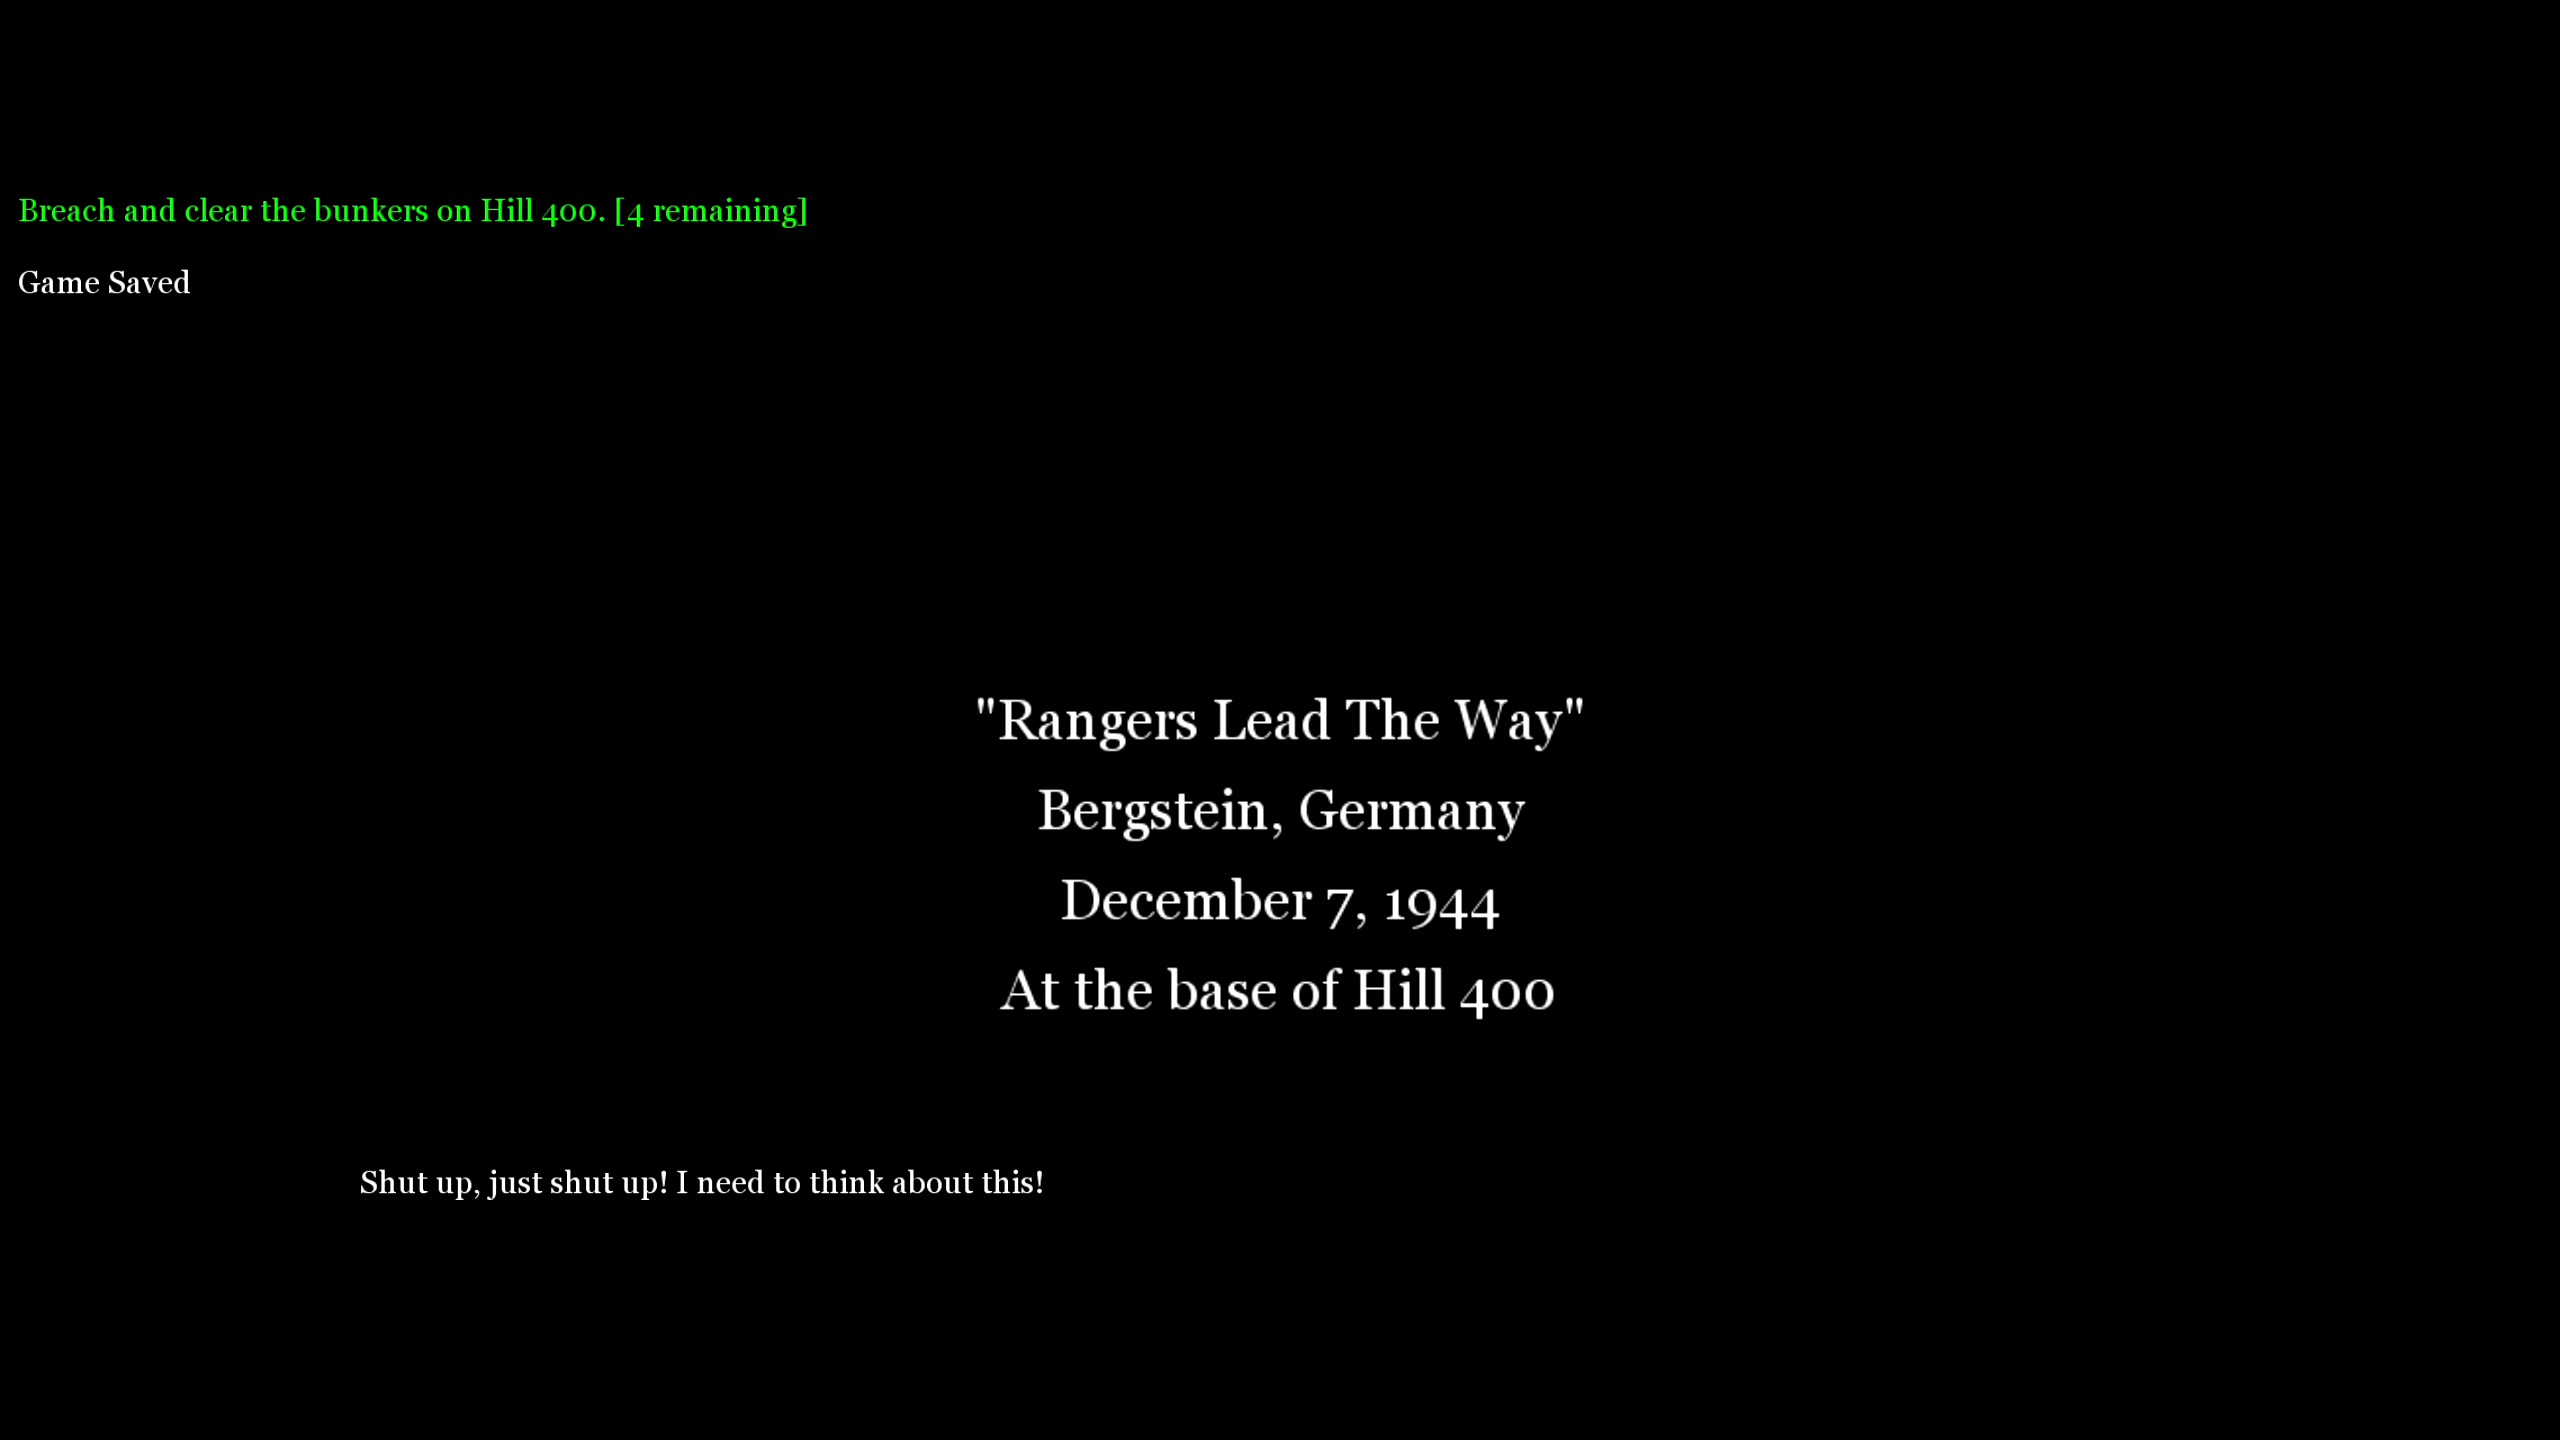 Breach and clear the bunkers on Hill 400. [4 remaining]
Game Saved
"Rangers Lead The Way"
Bergstein, Germany
December 7, 1944
At the base of Hill 400
Shut up, just shut up! I need to think about this!